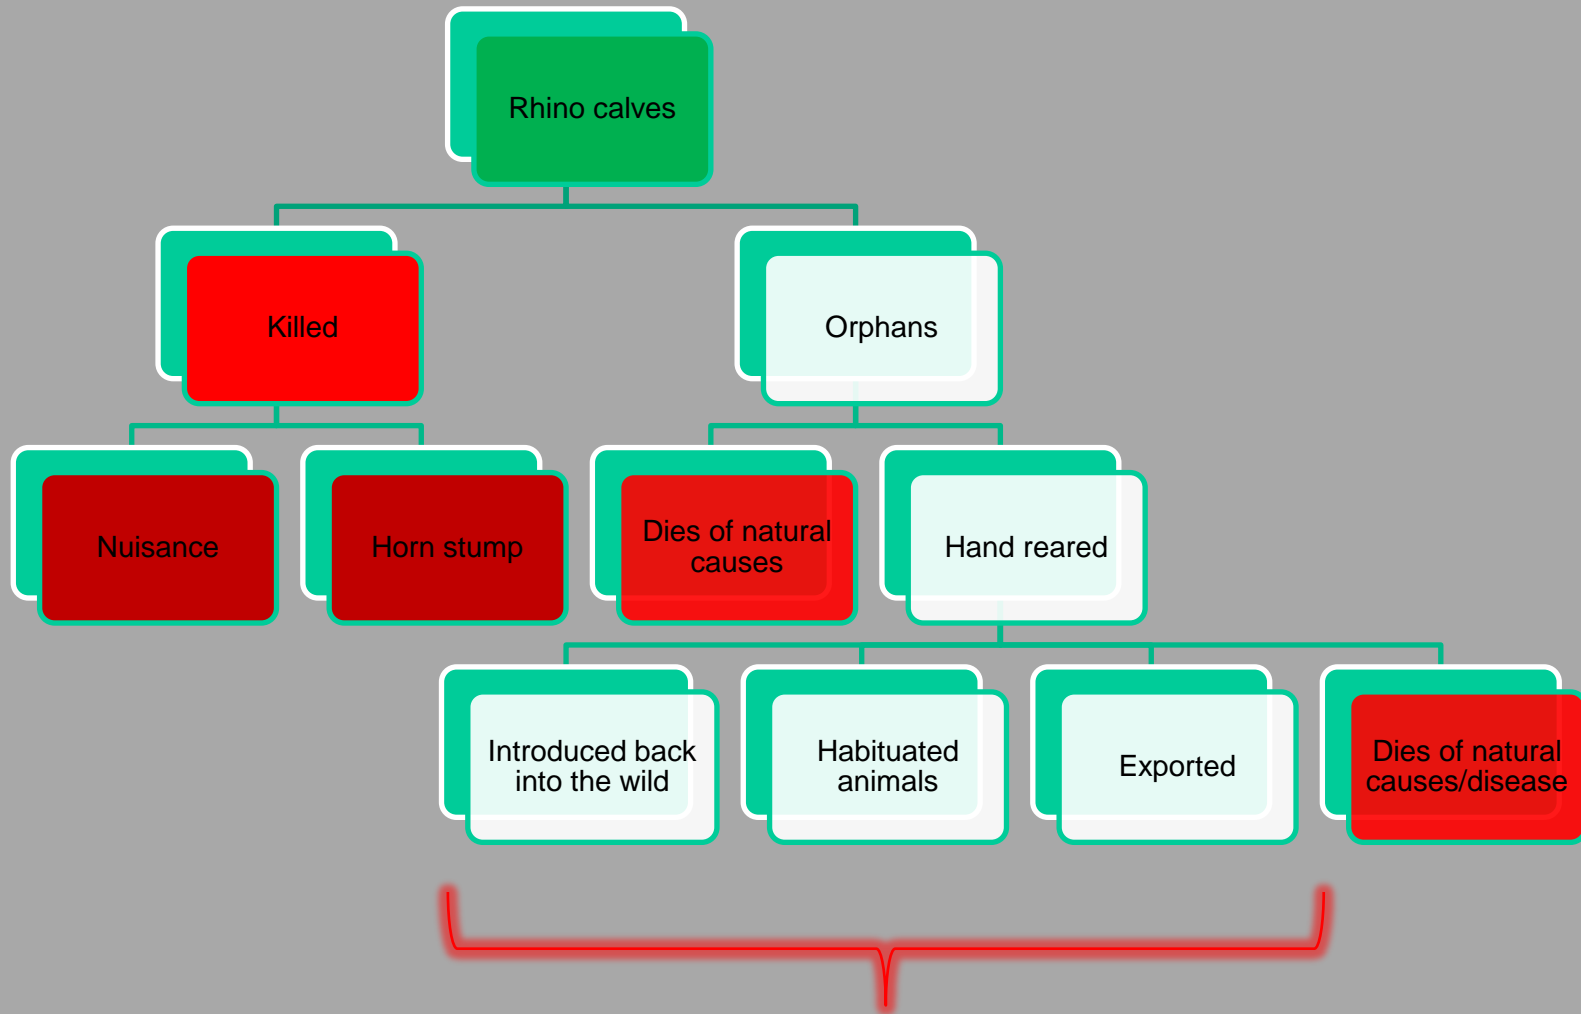 Rhino calves
Killed
Orphans
Nuisance
Horn stump
Dies of natural
causes
Hand reared
Introduced back
into the wild
Habituated
animals
Exported
Dies of natural
causes/disease